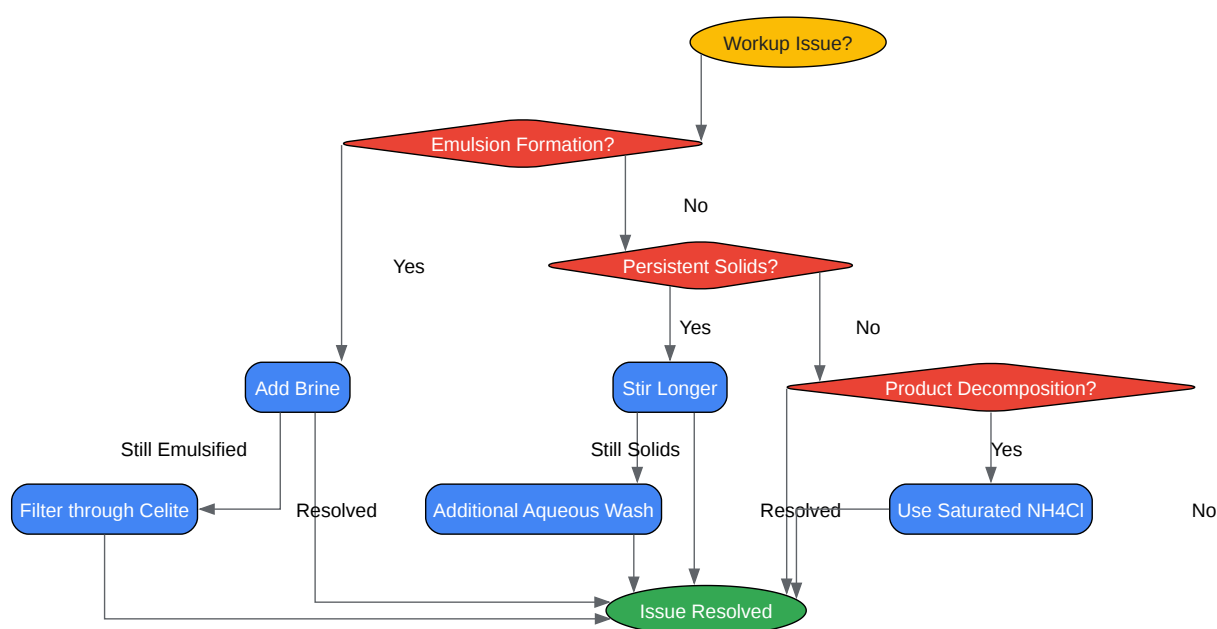 Workup Issue?
Emulsion Formation?
No
Persistent Solids?
Yes
Yes
No
Add Brine
Stir Longer
Product Decomposition?
Still Emulsified
Still Solids
Yes
Filter through Celite
Resolved
Additional Aqueous Wash
Resolved
Use Saturated NH4Cl
No
Issue Resolved